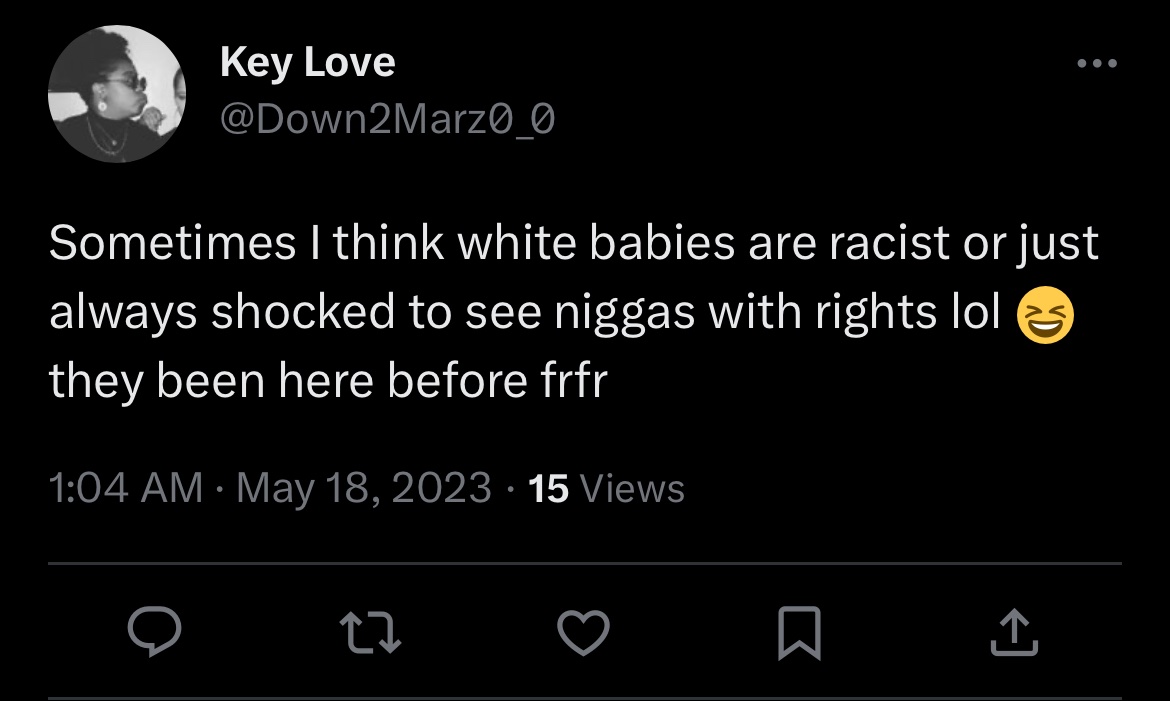 Key Love
@Down2Marz0_0
Sometimes I think white babies are racist or just
always shocked to see niggas with rights lol 😆
they been here before frfr
1:04 AM · May 18, 2023 · 15 Views